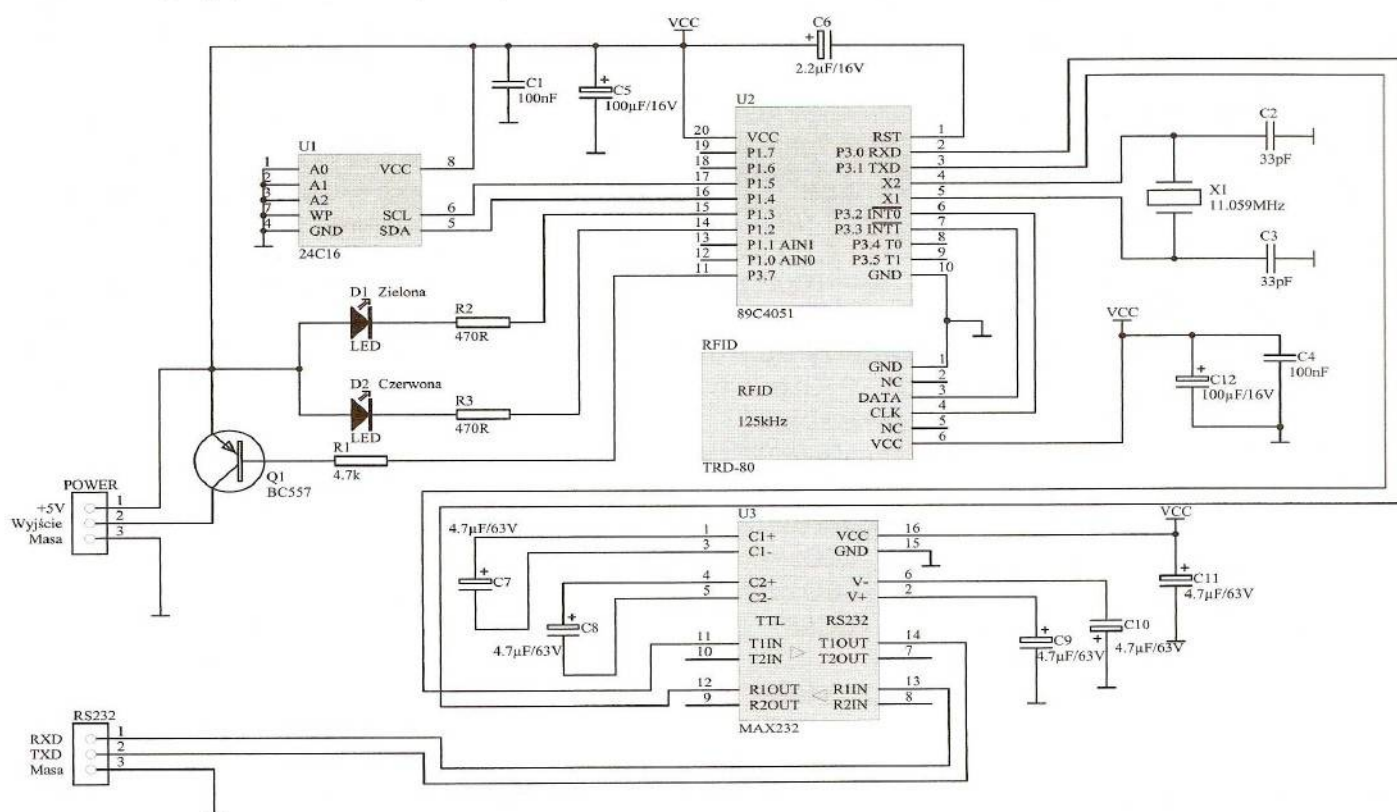 VCC
C6
+
2.2µF/16V
C1
100nF
+
C5
100µF/16V
U2
20 VCC RST 1
19 P1.7 P3.0 RXD 2
18 P1.6 P3.1 TXD 3
17 P1.5 X2 4
16 P1.4 X1 5
15 P1.3 P3.2 INT0 6
14 P1.2 P3.3 INT1 7
13 P1.1 AIN1 P3.4 T0 8
12 P1.0 AIN0 P3.5 T1 9
11 P3.7 GND 10
89C4051
U1
1 A0 VCC 8
2 A1
3 A2
7 WP SCL 6
4 GND SDA 5
24C16
C2
33pF
X1
11.059MHz
C3
33pF
D1 Zielona
LED
R2
470R
D2 Czerwona
LED
R3
470R
R1
4.7k
Q1
BC557
RFID
RFID
125kHz
GND 1
NC 2
DATA 3
CLK 4
NC 5
VCC 6
TRD-80
VCC
+
C12
100µF/16V
C4
100nF
POWER
+5V 1
Wyjście 2
Masa 3
U3
1 C1+ VCC 16
3 C1- GND 15
4 C2+ V- 6
5 C2- V+ 2
TTL RS232
11 T1IN T1OUT 14
10 T2IN T2OUT 7
12 R1OUT R1IN 13
9 R2OUT R2IN 8
MAX232
4.7µF/63V
+
C7
+
C8
4.7µF/63V
VCC
+
C11
4.7µF/63V
+
C9
4.7µF/63V
C10
+
4.7µF/63V
RS232
RXD 1
TXD 2
Masa 3